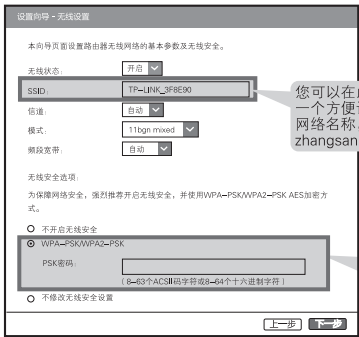 设置向导 - 无线设置
本向导页面设置路由器无线网络的基本参数及无线安全。
无线状态: 开启
SSID: TP-LINK_3F8E90
信道: 自动
模式: 11bgn mixed
频段宽带: 自动
您可以在
一个方便
网络名称
zhangsan
无线安全选项:
为保障网络安全,强烈推荐开启无线安全,并使用WPA-PSK/WPA2-PSK AES加密方
式。
不开启无线安全
WPA-PSK/WPA2-PSK
PSK密码:
(8-63个ACSII码字符或8-64个十六进制字符)
不修改无线安全设置
上一步 下一步